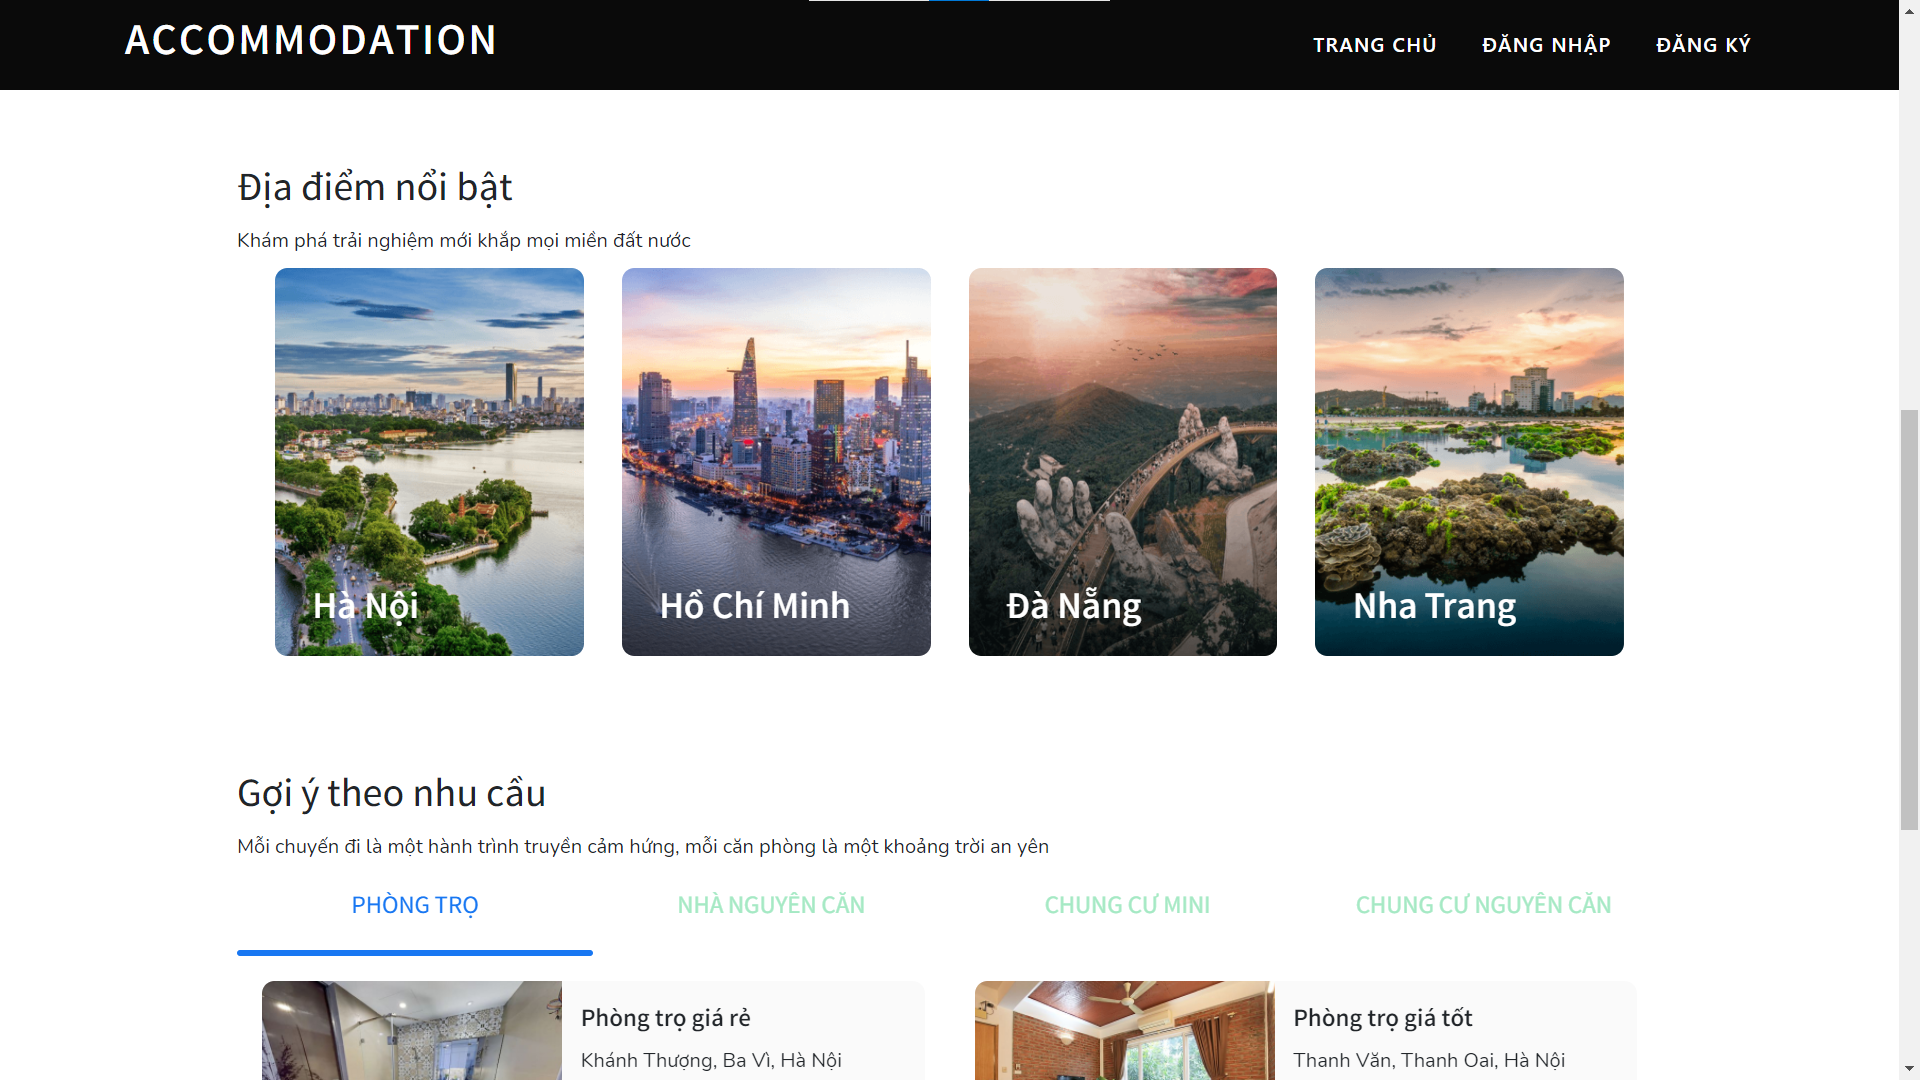 ACCOMMODATION
TRANG CHỦ
ĐĂNG NHẬP
ĐĂNG KÝ
Địa điểm nổi bật
Khám phá trải nghiệm mới khắp mọi miền đất nước
Hà Nội
Hồ Chí Minh
Đà Nẵng
Nha Trang
Gợi ý theo nhu cầu
Mỗi chuyến đi là một hành trình truyền cảm hứng, mỗi căn phòng là một khoảng trời an yên
PHÒNG TRỌ
NHÀ NGUYÊN CĂN
CHUNG CƯ MINI
CHUNG CƯ NGUYÊN CĂN
Phòng trọ giá rẻ
Khánh Thượng, Ba Vì, Hà Nội
Phòng trọ giá tốt
Thanh Văn, Thanh Oai, Hà Nội